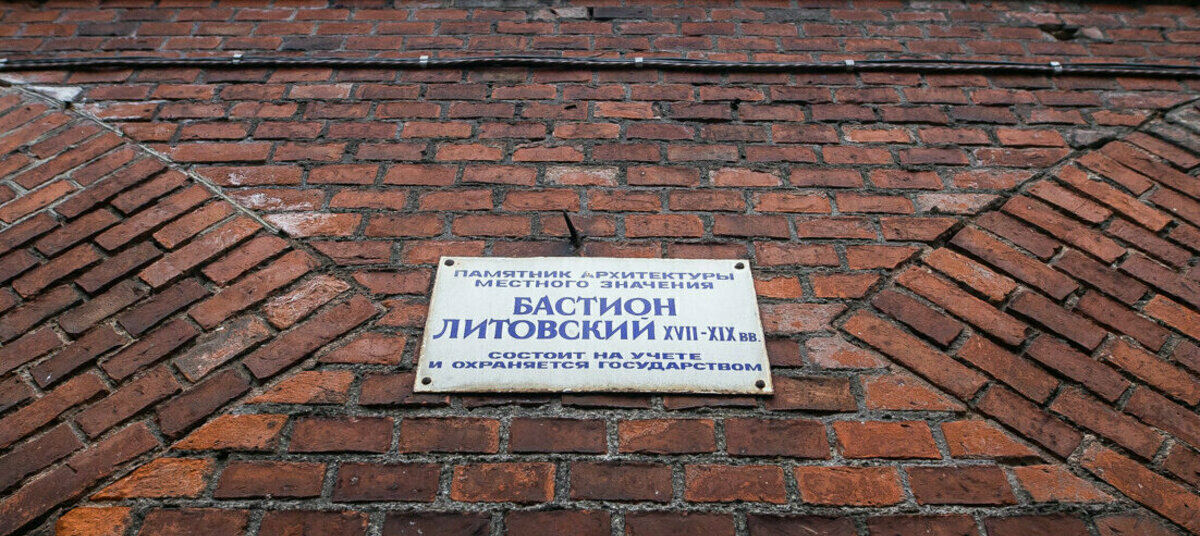 ПАМЯТНИК АРХИТЕКТУРЫ
МЕСТНОГО ЗНАЧЕНИЯ
БАСТИОН
ЛИТОВСКИЙ XVII-XIX ВВ.
СОСТОИТ НА УЧЕТЕ
И ОХРАНЯЕТСЯ ГОСУДАРСТВОМ